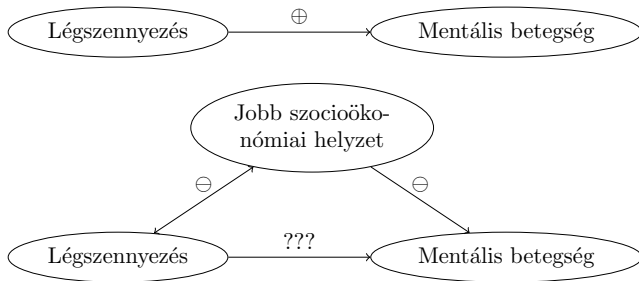 ⊕
Légszennyezés
Mentális betegség
Jobb szocioöko-
nómiai helyzet
⊖
⊖
???
Légszennyezés
Mentális betegség